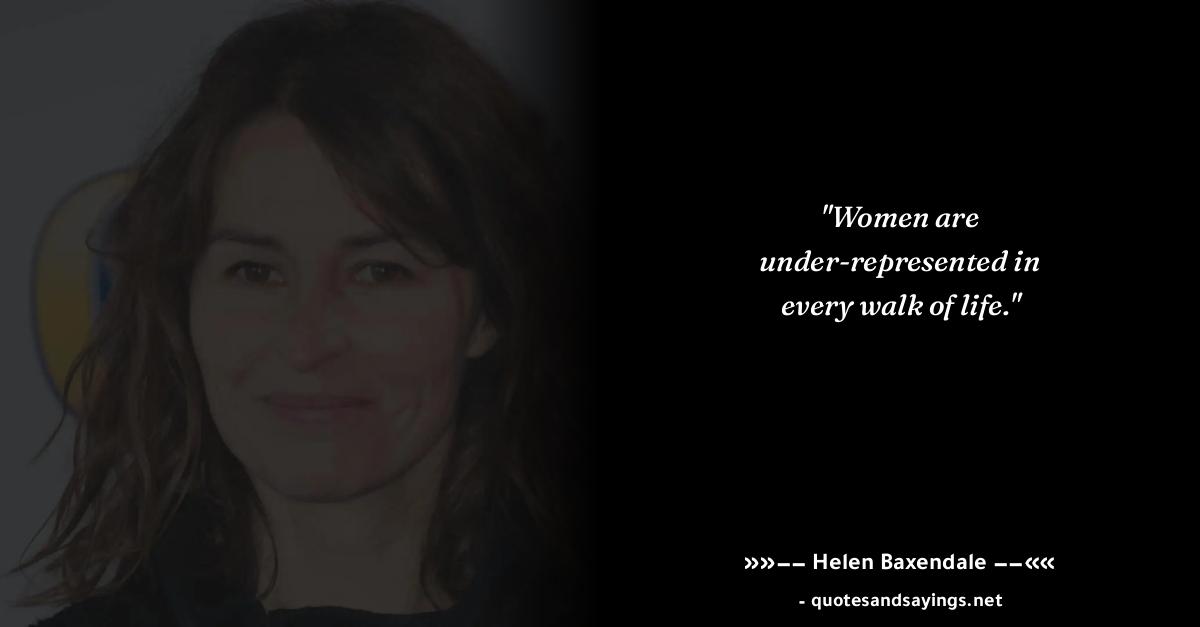 "Women are
under-represented in
every walk of life."
»»-- Helen Baxendale --««
- quotesandsayings.net